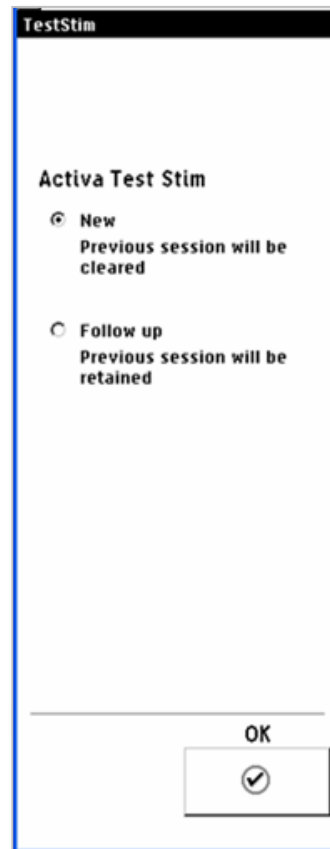 TestStim
Activa Test Stim
New
Previous session will be
cleared
Follow up
Previous session will be
retained
OK